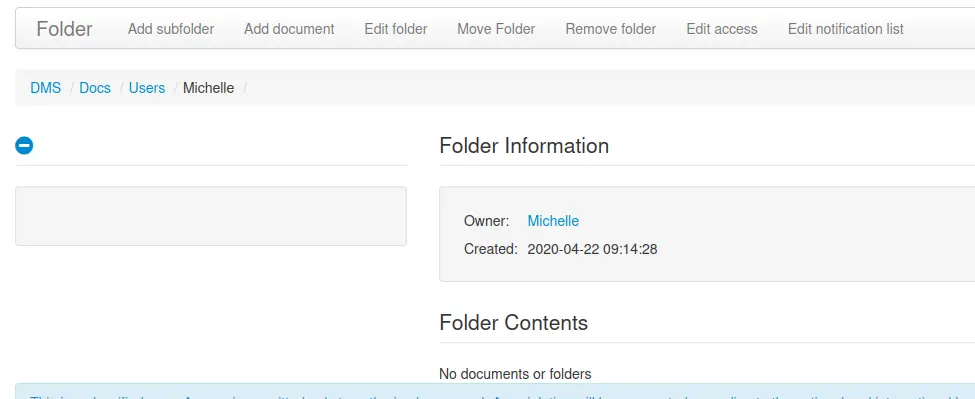 Folder Add subfolder Add document Edit folder Move Folder Remove folder Edit access Edit notification list
DMS / Docs / Users / Michelle /
Folder Information
Owner: Michelle
Created: 2020-04-22 09:14:28
Folder Contents
No documents or folders